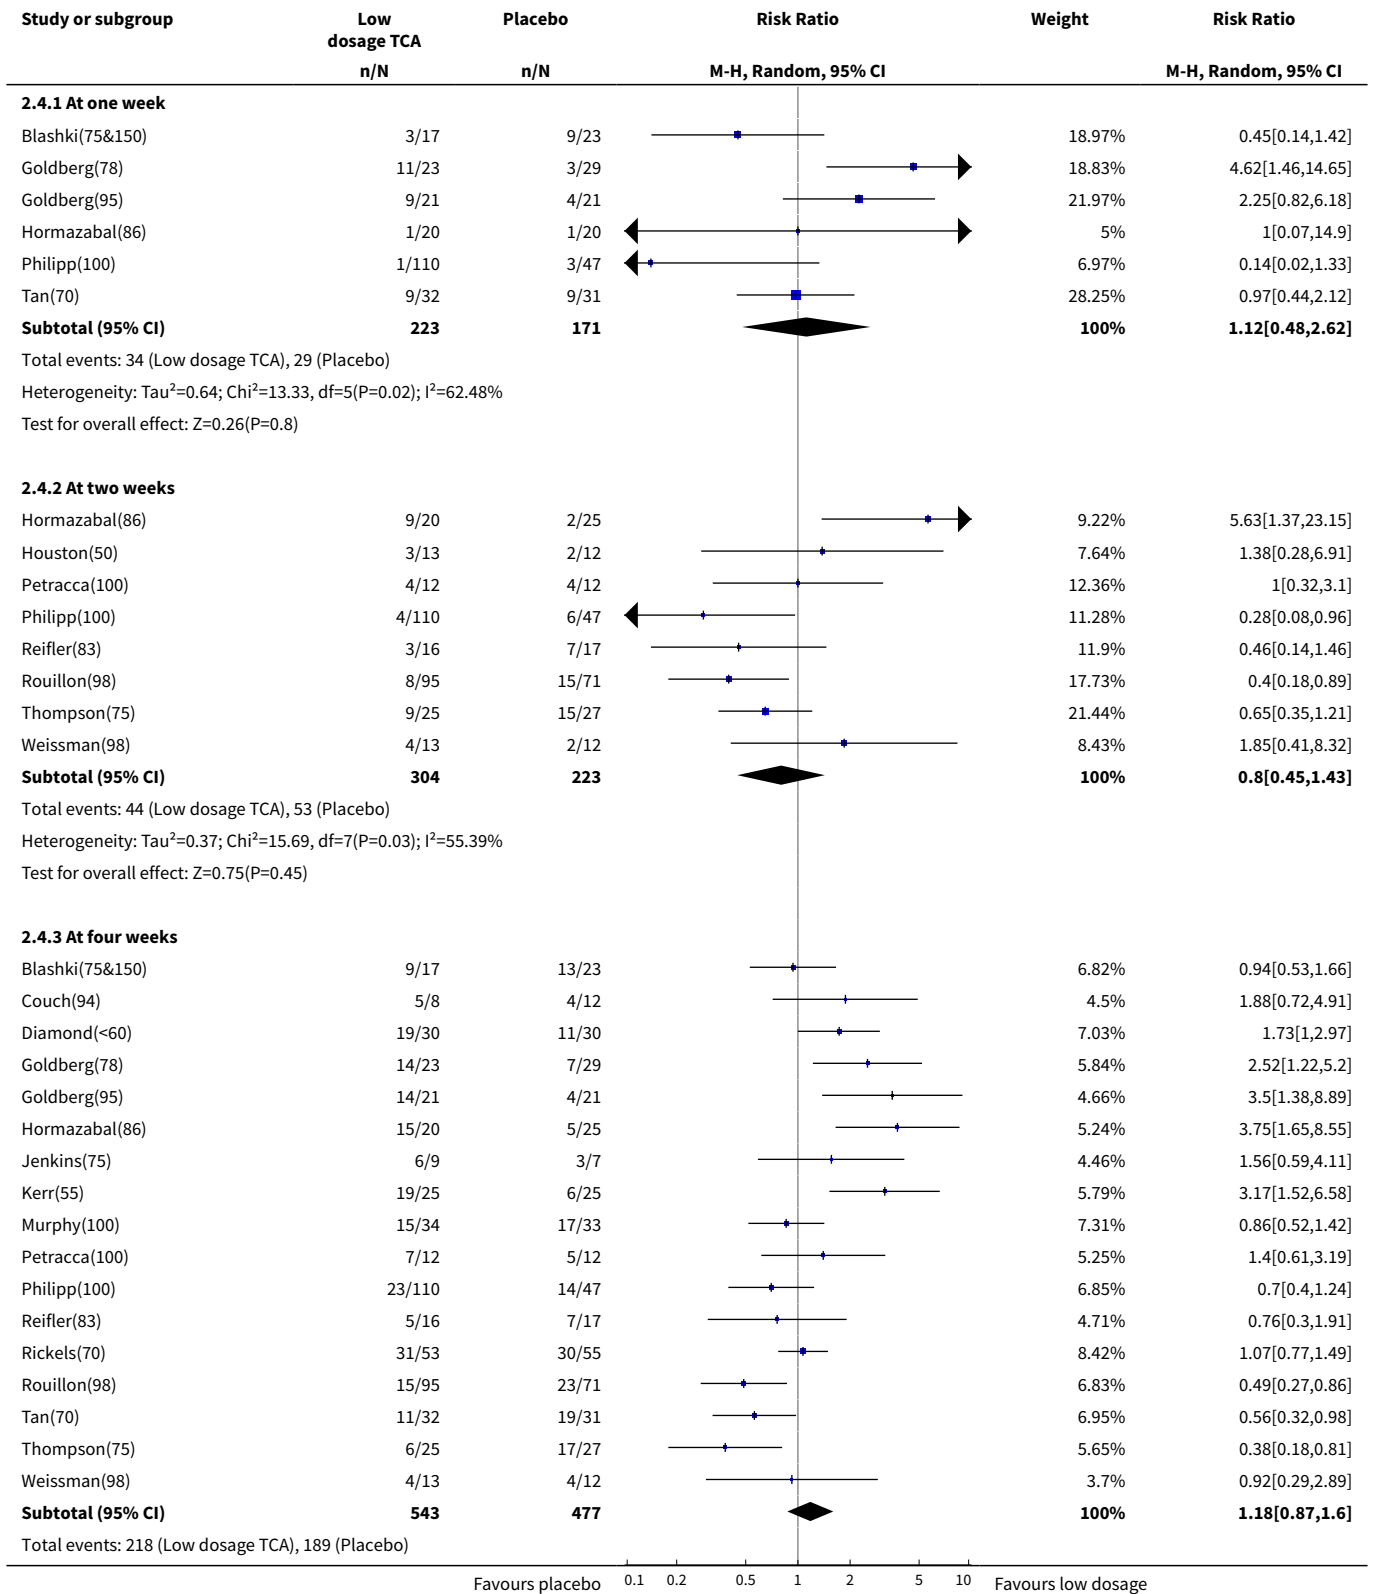 Study or subgroup Low Placebo Risk Ratio Weight Risk Ratio
dosage TCA
n/N n/N M-H, Random, 95% CI M-H, Random, 95% CI
2.4.1 At one week
Blashki(75&150) 3/17 9/23 18.97% 0.45[0.14,1.42]
Goldberg(78) 11/23 3/29 18.83% 4.62[1.46,14.65]
Goldberg(95) 9/21 4/21 21.97% 2.25[0.82,6.18]
Hormazabal(86) 1/20 1/20 5% 1[0.07,14.9]
Philipp(100) 1/110 3/47 6.97% 0.14[0.02,1.33]
Tan(70) 9/32 9/31 28.25% 0.97[0.44,2.12]
Subtotal (95% CI) 223 171 100% 1.12[0.48,2.62]
Total events: 34 (Low dosage TCA), 29 (Placebo)
Heterogeneity: Tau²=0.64; Chi²=13.33, df=5(P=0.02); I²=62.48%
Test for overall effect: Z=0.26(P=0.8)
2.4.2 At two weeks
Hormazabal(86) 9/20 2/25 9.22% 5.63[1.37,23.15]
Houston(50) 3/13 2/12 7.64% 1.38[0.28,6.91]
Petracca(100) 4/12 4/12 12.36% 1[0.32,3.1]
Philipp(100) 4/110 6/47 11.28% 0.28[0.08,0.96]
Reifler(83) 3/16 7/17 11.9% 0.46[0.14,1.46]
Rouillon(98) 8/95 15/71 17.73% 0.4[0.18,0.89]
Thompson(75) 9/25 15/27 21.44% 0.65[0.35,1.21]
Weissman(98) 4/13 2/12 8.43% 1.85[0.41,8.32]
Subtotal (95% CI) 304 223 100% 0.8[0.45,1.43]
Total events: 44 (Low dosage TCA), 53 (Placebo)
Heterogeneity: Tau²=0.37; Chi²=15.69, df=7(P=0.03); I²=55.39%
Test for overall effect: Z=0.75(P=0.45)
2.4.3 At four weeks
Blashki(75&150) 9/17 13/23 6.82% 0.94[0.53,1.66]
Couch(94) 5/8 4/12 4.5% 1.88[0.72,4.91]
Diamond(<60) 19/30 11/30 7.03% 1.73[1,2.97]
Goldberg(78) 14/23 7/29 5.84% 2.52[1.22,5.2]
Goldberg(95) 14/21 4/21 4.66% 3.5[1.38,8.89]
Hormazabal(86) 15/20 5/25 5.24% 3.75[1.65,8.55]
Jenkins(75) 6/9 3/7 4.46% 1.56[0.59,4.11]
Kerr(55) 19/25 6/25 5.79% 3.17[1.52,6.58]
Murphy(100) 15/34 17/33 7.31% 0.86[0.52,1.42]
Petracca(100) 7/12 5/12 5.25% 1.4[0.61,3.19]
Philipp(100) 23/110 14/47 6.85% 0.7[0.4,1.24]
Reifler(83) 5/16 7/17 4.71% 0.76[0.3,1.91]
Rickels(70) 31/53 30/55 8.42% 1.07[0.77,1.49]
Rouillon(98) 15/95 23/71 6.83% 0.49[0.27,0.86]
Tan(70) 11/32 19/31 6.95% 0.56[0.32,0.98]
Thompson(75) 6/25 17/27 5.65% 0.38[0.18,0.81]
Weissman(98) 4/13 4/12 3.7% 0.92[0.29,2.89]
Subtotal (95% CI) 543 477 100% 1.18[0.87,1.6]
Total events: 218 (Low dosage TCA), 189 (Placebo)
Favours placebo 0.1 0.2 0.5 1 2 5 10 Favours low dosage